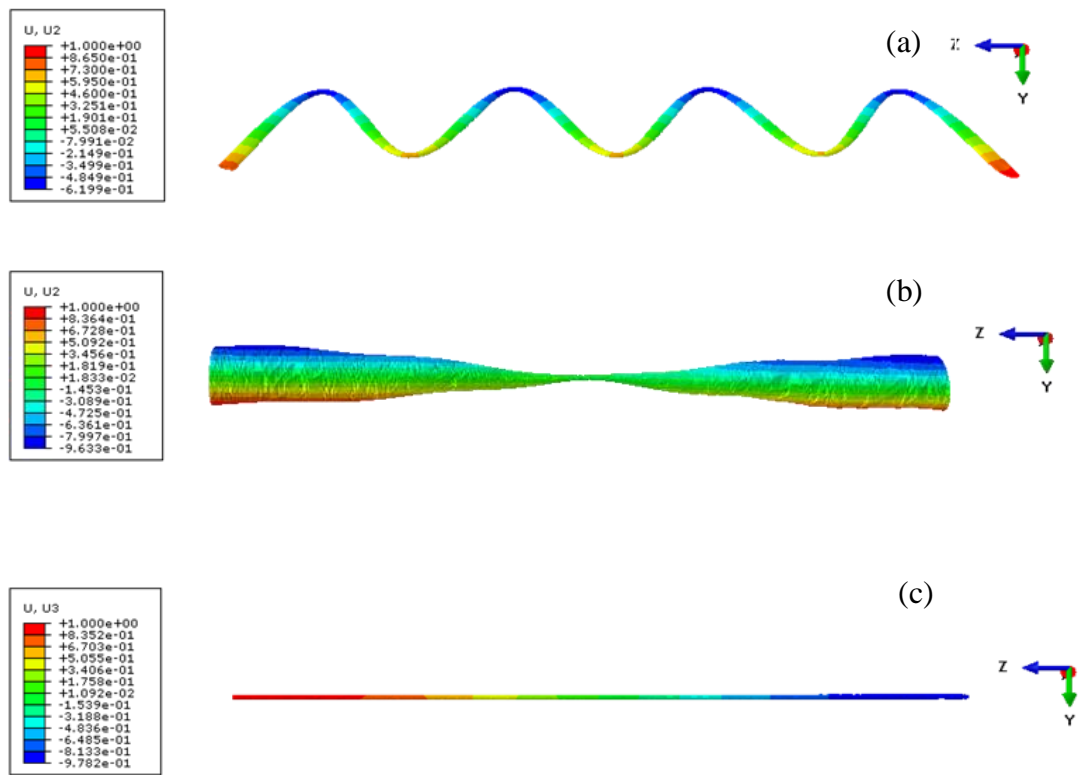 U, U2
+1.000e+00
+8.650e-01
+7.300e-01
+5.950e-01
+4.600e-01
+3.251e-01
+1.901e-01
+5.508e-02
-7.991e-02
-2.149e-01
-3.499e-01
-4.849e-01
-6.199e-01
(a)
Z
Y
U, U2
+1.000e+00
+8.364e-01
+6.728e-01
+5.092e-01
+3.456e-01
+1.819e-01
+1.833e-02
-1.453e-01
-3.089e-01
-4.725e-01
-6.361e-01
-7.997e-01
-9.633e-01
(b)
Z
Y
U, U3
+1.000e+00
+8.352e-01
+6.703e-01
+5.055e-01
+3.406e-01
+1.758e-01
+1.092e-02
-1.539e-01
-3.188e-01
-4.836e-01
-6.485e-01
-8.133e-01
-9.782e-01
(c)
Z
Y